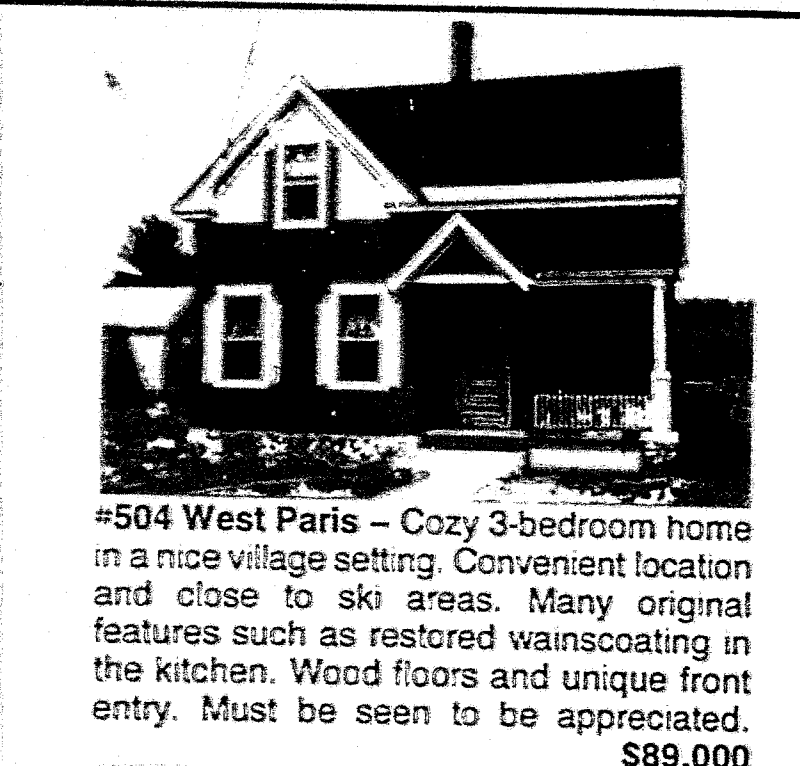 #504 West Paris – Cozy 3-bedroom home
in a nice village setting. Convenient location
and close to ski areas. Many original
features such as restored wainscoting in
the kitchen. Wood floors and unique front
entry. Must be seen to be appreciated.
$89,000